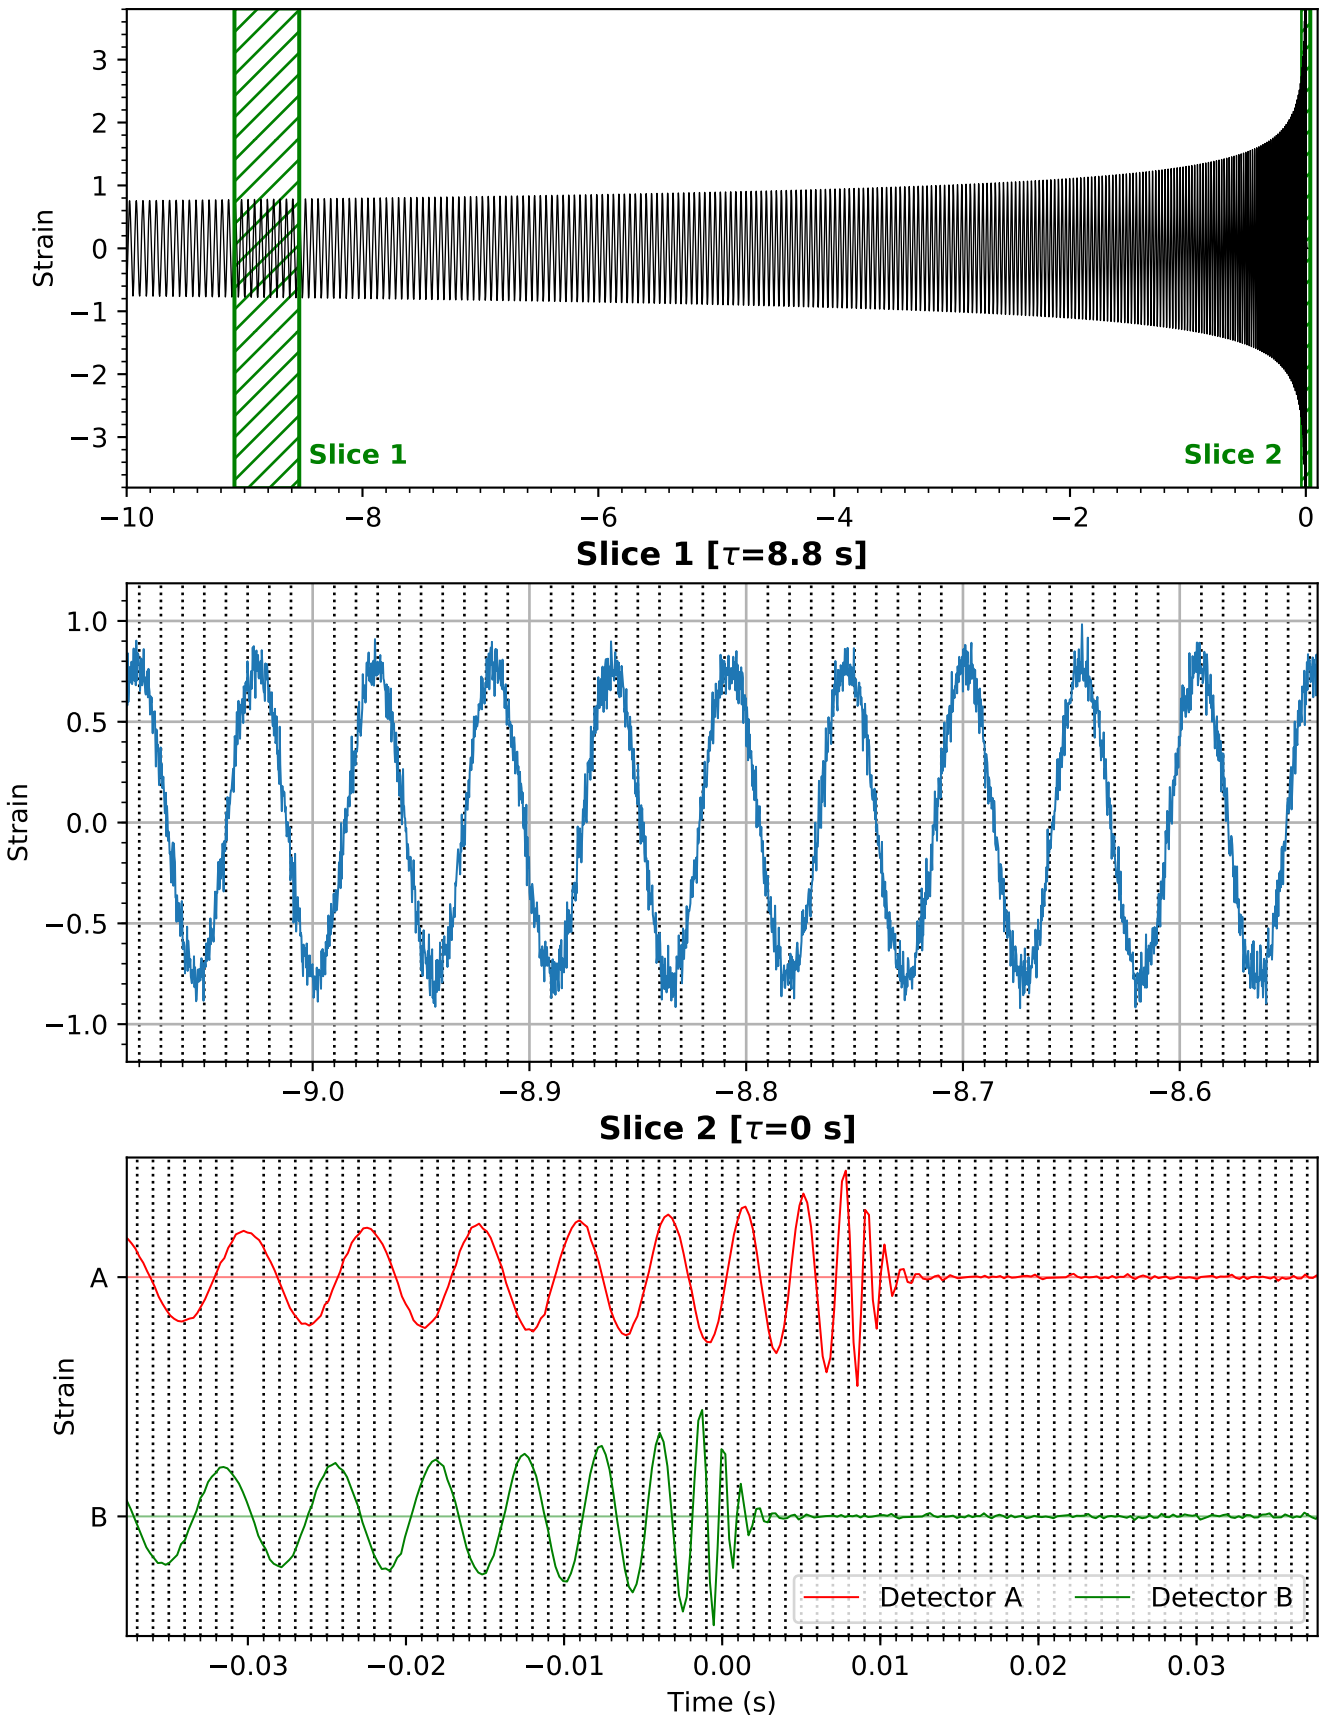 3
2
1
0
−1
−2
−3
Strain
Slice 1
Slice 2
−10
−8
−6
−4
−2
0
Slice 1 [τ=8.8 s]
1.0
0.5
0.0
−0.5
−1.0
Strain
−9.0
−8.9
−8.8
−8.7
−8.6
Slice 2 [τ=0 s]
A
B
Strain
Detector A
Detector B
−0.03
−0.02
−0.01
0.00
0.01
0.02
0.03
Time (s)